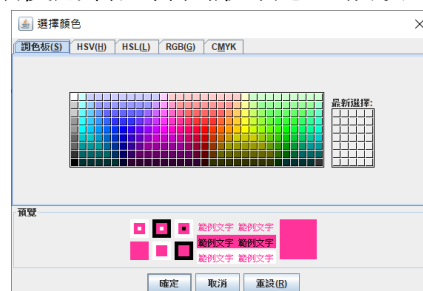 選擇顏色
調色板(S) HSV(H) HSL(L) RGB(G) CMYK
最新選擇:
預覽
範例文字 範例文字
範例文字 範例文字
範例文字 範例文字
確定 取消 重設(R)